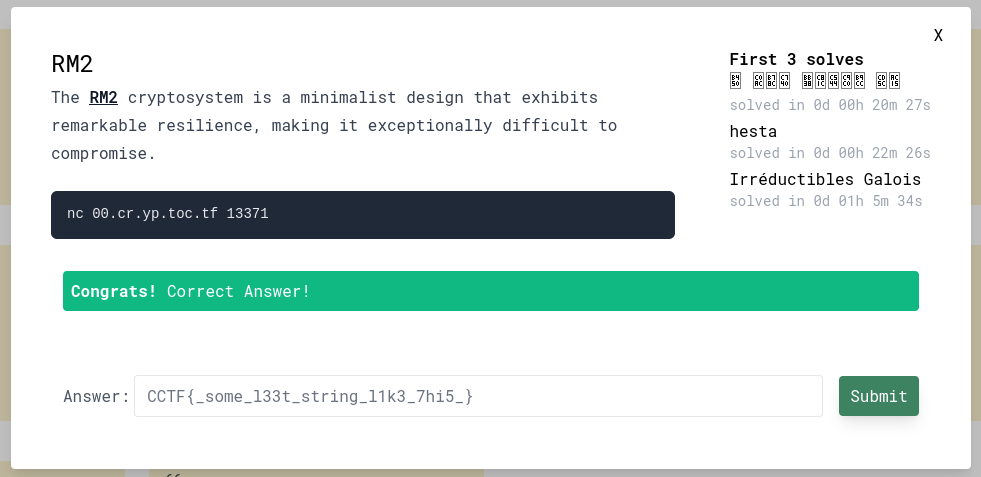 X
RM2
The RM2 cryptosystem is a minimalist design that exhibits
remarkable resilience, making it exceptionally difficult to
compromise.
nc 00.cr.yp.toc.tf 13371
First 3 solves
solved in 0d 00h 20m 27s
hesta
solved in 0d 00h 22m 26s
Irréductibles Galois
solved in 0d 01h 5m 34s
Congrats! Correct Answer!
Answer: CCTF{_some_l33t_string_l1k3_7hi5_} Submit